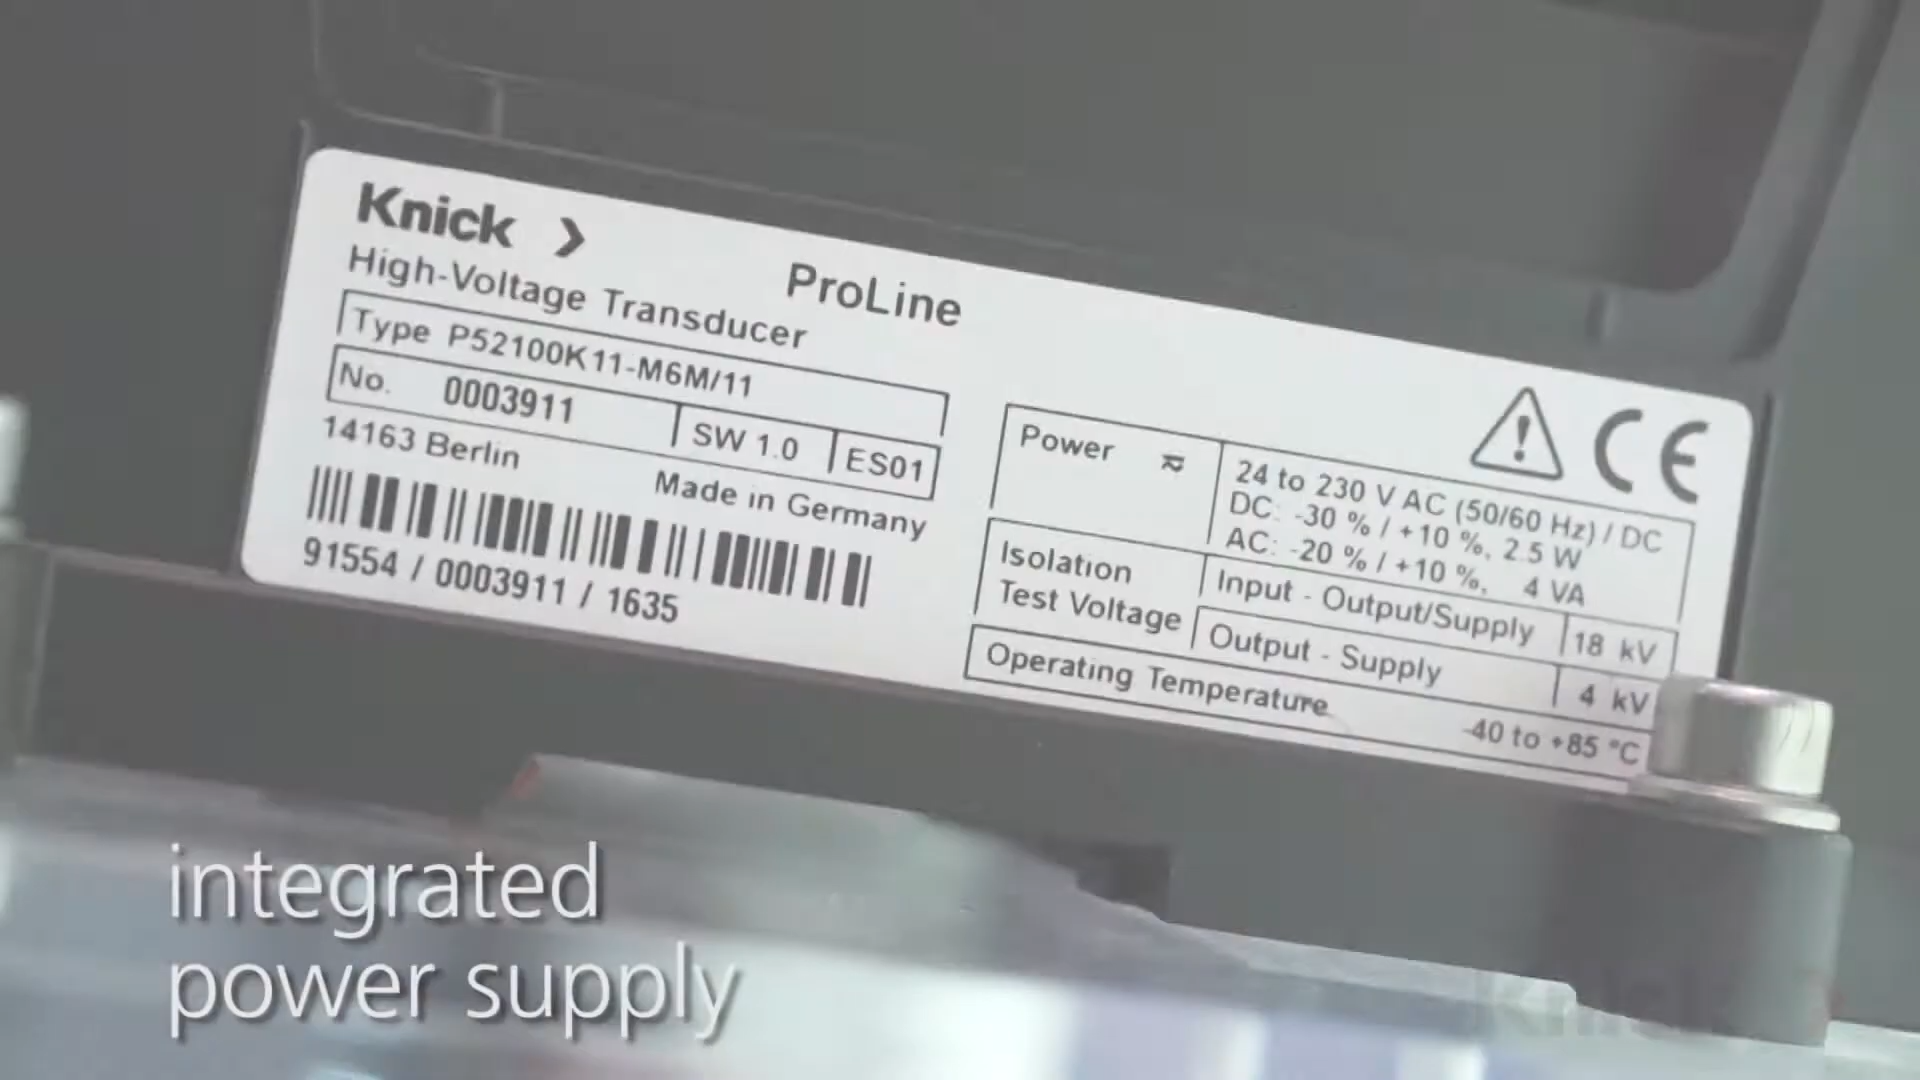 Knick >
ProLine
High-Voltage Transducer
Type P52100K11-M6M/11
No. 0003911 SW 1.0 ES01
14163 Berlin
Made in Germany
91554 / 0003911 / 1635
CE
Power 24 to 230 V AC (50/60 Hz) / DC
DC: -30 % / +10 %, 2.5 W
AC: -20 % / +10 %, 4 VA
Isolation
Test Voltage
Input - Output/Supply 18 kV
Output - Supply 4 kV
Operating Temperature -40 to +85 °C
integrated
power supply
Knick